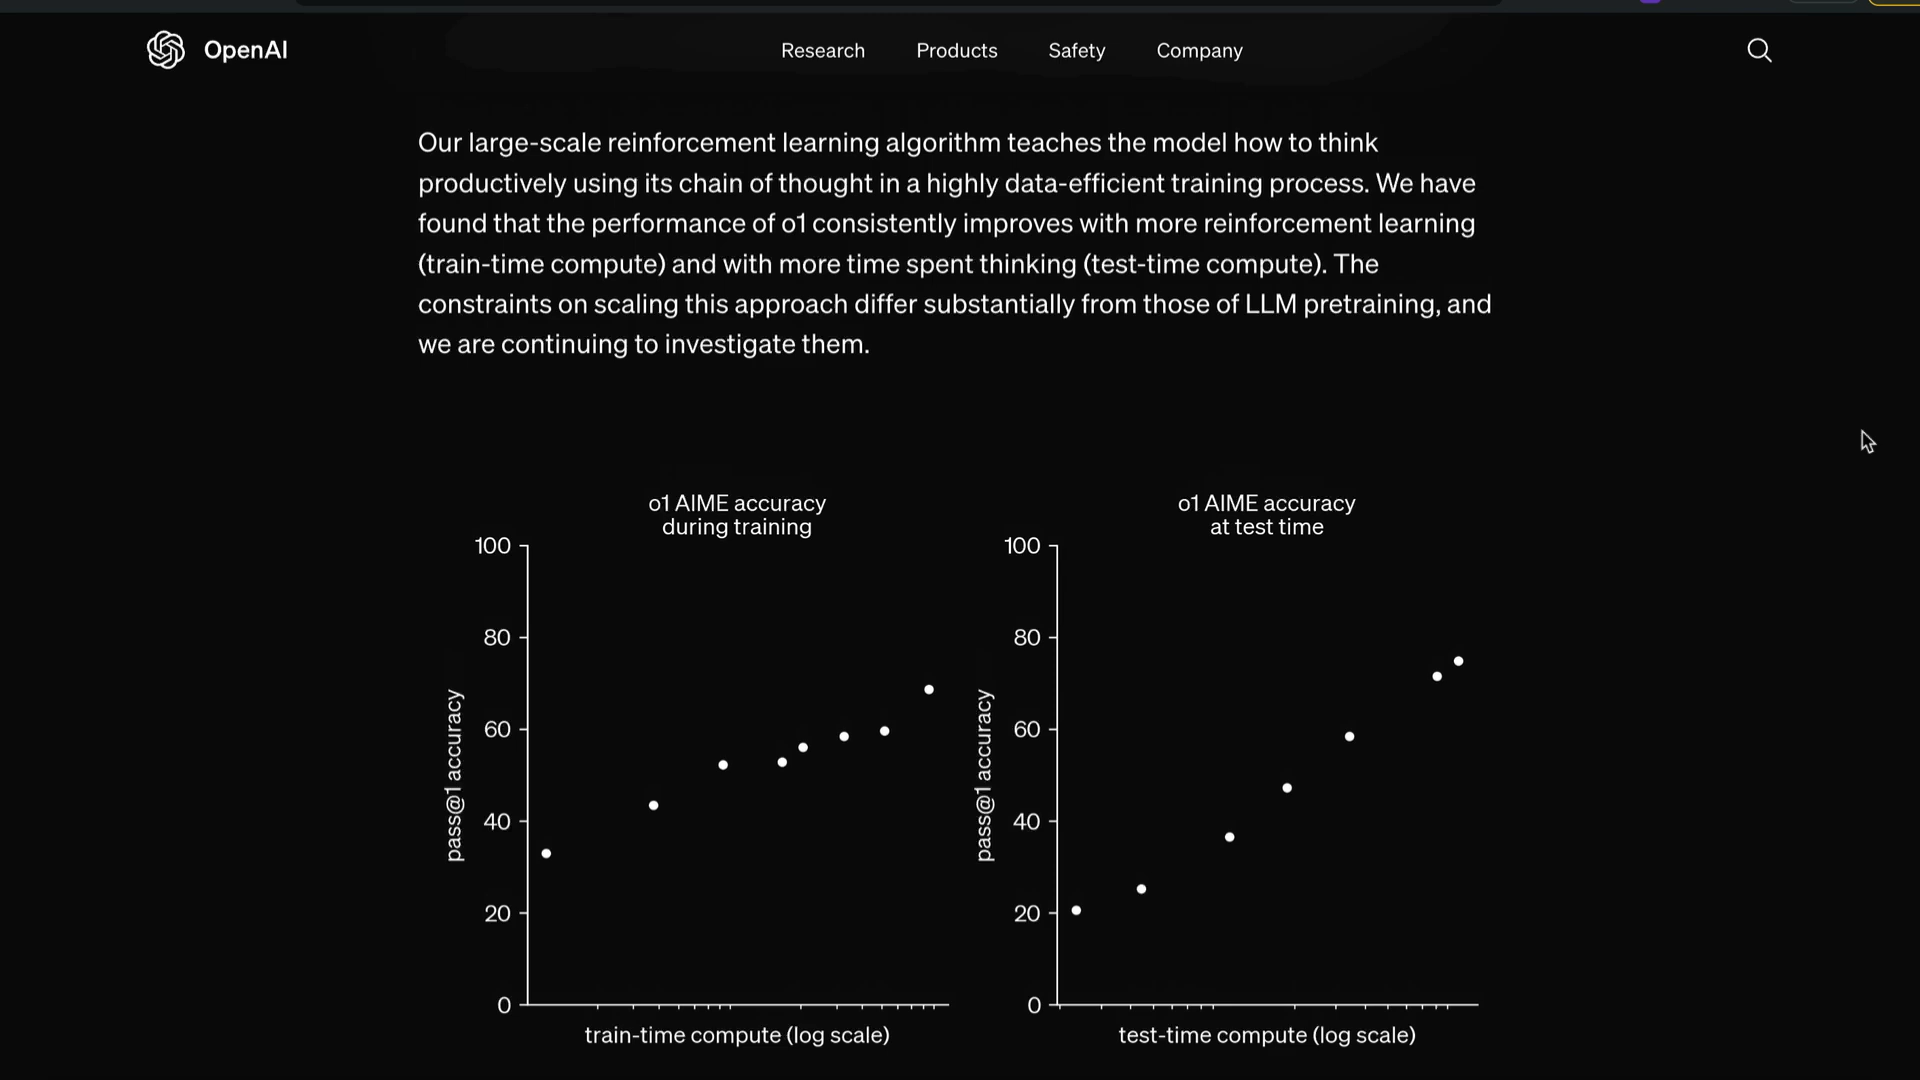 OpenAI
Research Products Safety Company
Our large-scale reinforcement learning algorithm teaches the model how to think
productively using its chain of thought in a highly data-efficient training process. We have
found that the performance of o1 consistently improves with more reinforcement learning
(train-time compute) and with more time spent thinking (test-time compute). The
constraints on scaling this approach differ substantially from those of LLM pretraining, and
we are continuing to investigate them.
o1 AIME accuracy
during training
100
80
60
40
20
0
pass@1 accuracy
train-time compute (log scale)
o1 AIME accuracy
at test time
100
80
60
40
20
0
pass@1 accuracy
test-time compute (log scale)